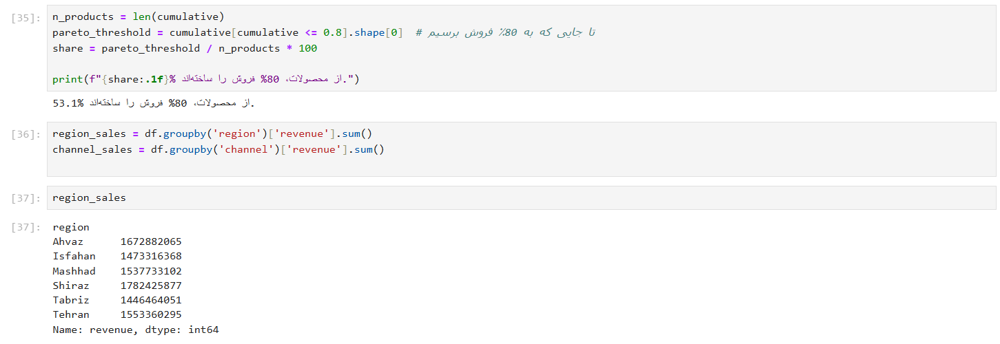 [35]:
n_products = len(cumulative)
pareto_threshold = cumulative[cumulative <= 0.8].shape[0]  # تا جایی که به 80٪ فروش برسیم
share = pareto_threshold / n_products * 100
print(f"{share:.1f}% از محصولات، 80% فروش را ساخته‌اند.")
53.1% از محصولات، 80% فروش را ساخته‌اند.
[36]:
region_sales = df.groupby('region')['revenue'].sum()
channel_sales = df.groupby('channel')['revenue'].sum()
[37]:
region_sales
[37]:
region
Ahvaz      1672882065
Isfahan    1473316368
Mashhad    1537733102
Shiraz     1782425877
Tabriz     1446464051
Tehran     1553360295
Name: revenue, dtype: int64